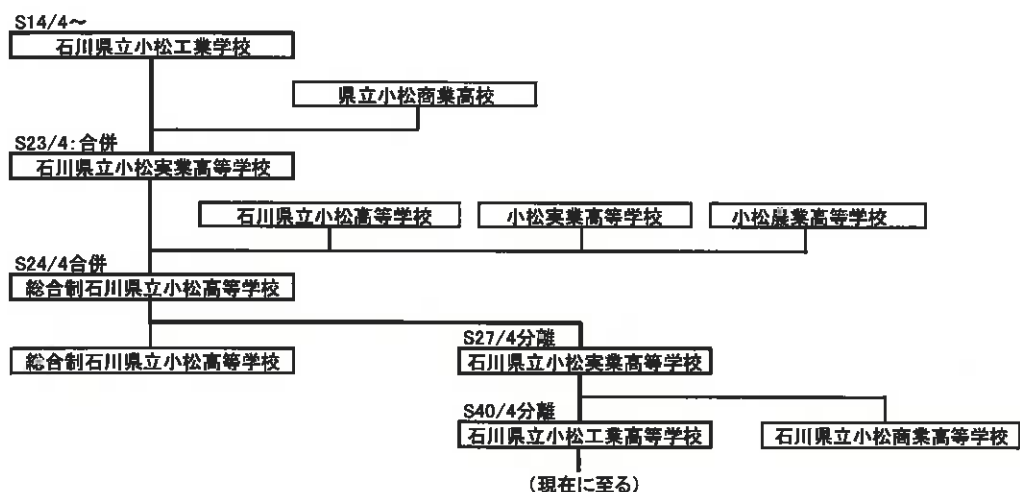 S14/4～
石川県立小松工業学校
県立小松商業高校
S23/4:合併
石川県立小松実業高等学校
石川県立小松高等学校
小松実業高等学校
小松農業高等学校
S24/4合併
総合制石川県立小松高等学校
S27/4分離
総合制石川県立小松高等学校
石川県立小松実業高等学校
S40/4分離
石川県立小松工業高等学校
石川県立小松商業高等学校
（現在に至る）